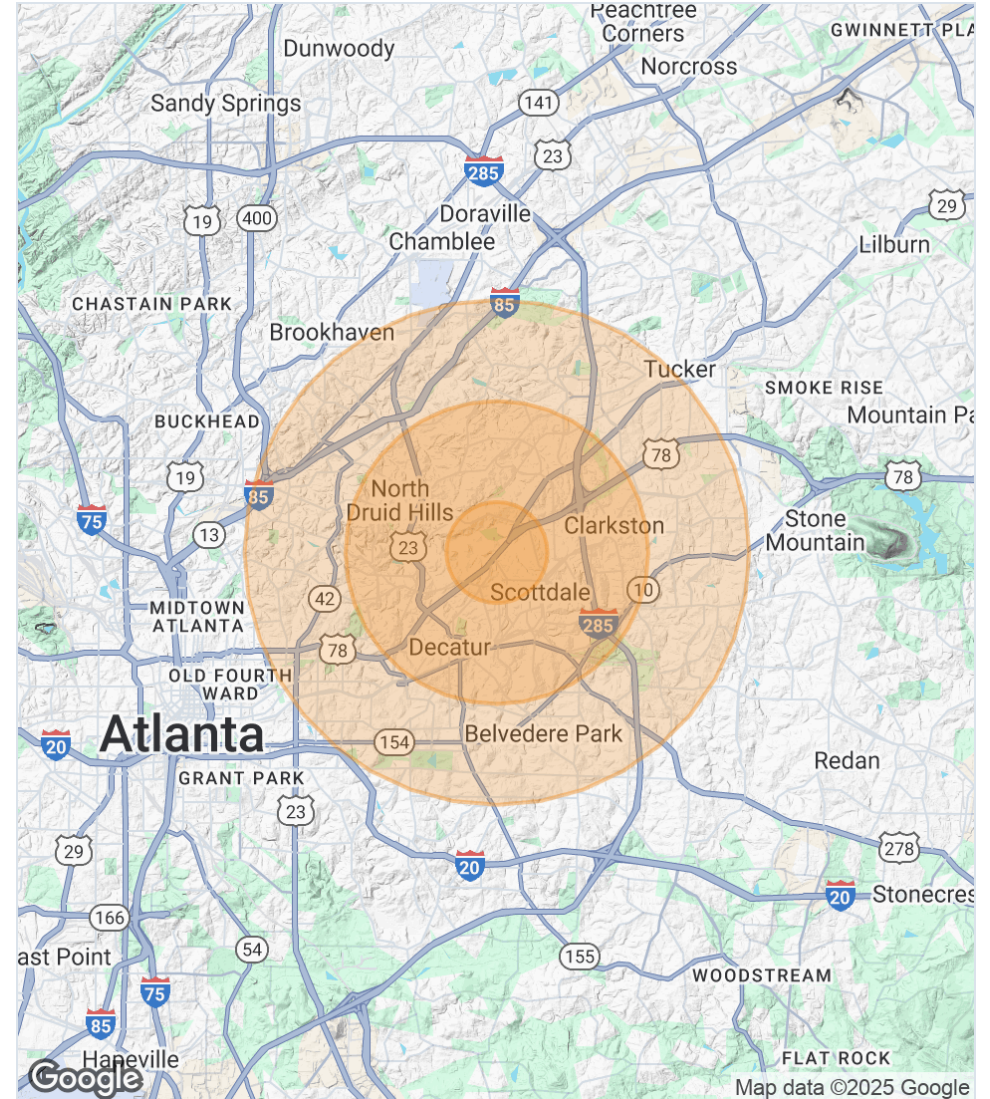 Peachtree
Corners
GWINNETT PLA
Dunwoody
Norcross
Sandy Springs
141
23
285
29
19
400
Doraville
Chamblee
Lilburn
CHASTAIN PARK
85
Brookhaven
Tucker
SMOKE RISE
Mountain Pa
BUCKHEAD
78
19
78
85
North
Druid Hills
75
13
23
Clarkston
Stone
Mountain
Scottdale
10
42
MIDTOWN
ATLANTA
285
78
Decatur
OLD FOURTH
WARD
Atlanta
20
154
Belvedere Park
Redan
GRANT PARK
23
29
278
20
20
Stonecres
166
54
ast Point
155
WOODSTREAM
75
85
Hapeville
FLAT ROCK
Google
Map data ©2025 Google